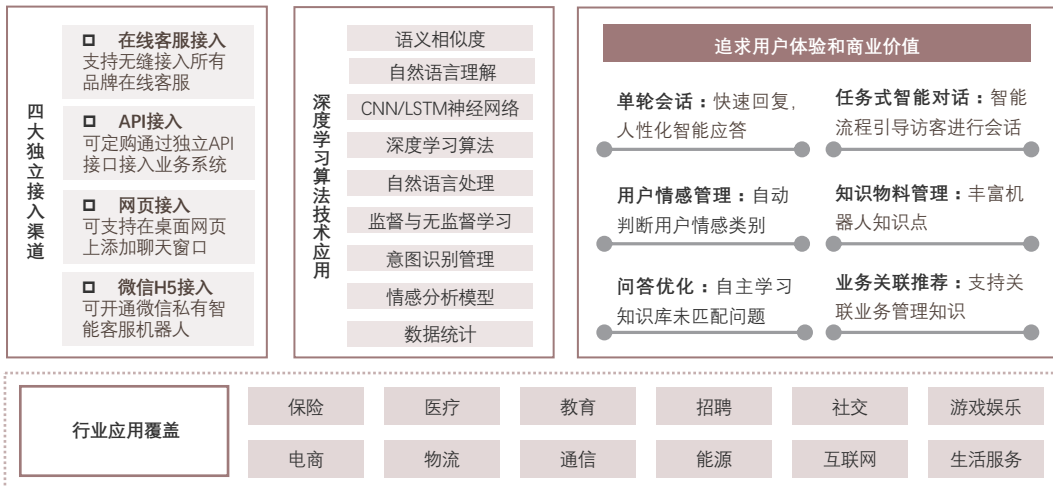 四大独立接入渠道
在线客服接入
支持无缝接入所有
品牌在线客服
API接入
可定购通过独立API
接口接入业务系统
网页接入
可支持在桌面网页
上添加聊天窗口
微信H5接入
可开通微信私有智
能客服机器人
深度学习算法技术应用
语义相似度
自然语言理解
CNN/LSTM神经网络
深度学习算法
自然语言处理
监督与无监督学习
意图识别管理
情感分析模型
数据统计
追求用户体验和商业价值
单轮会话：快速回复,
人性化智能应答
任务式智能对话：智能
流程引导访客进行会话
用户情感管理：自动
判断用户情感类别
知识物料管理：丰富机
器人知识点
问答优化：自主学习
知识库未匹配问题
业务关联推荐：支持关
联业务管理知识
行业应用覆盖
保险 医疗 教育 招聘 社交 游戏娱乐
电商 物流 通信 能源 互联网 生活服务